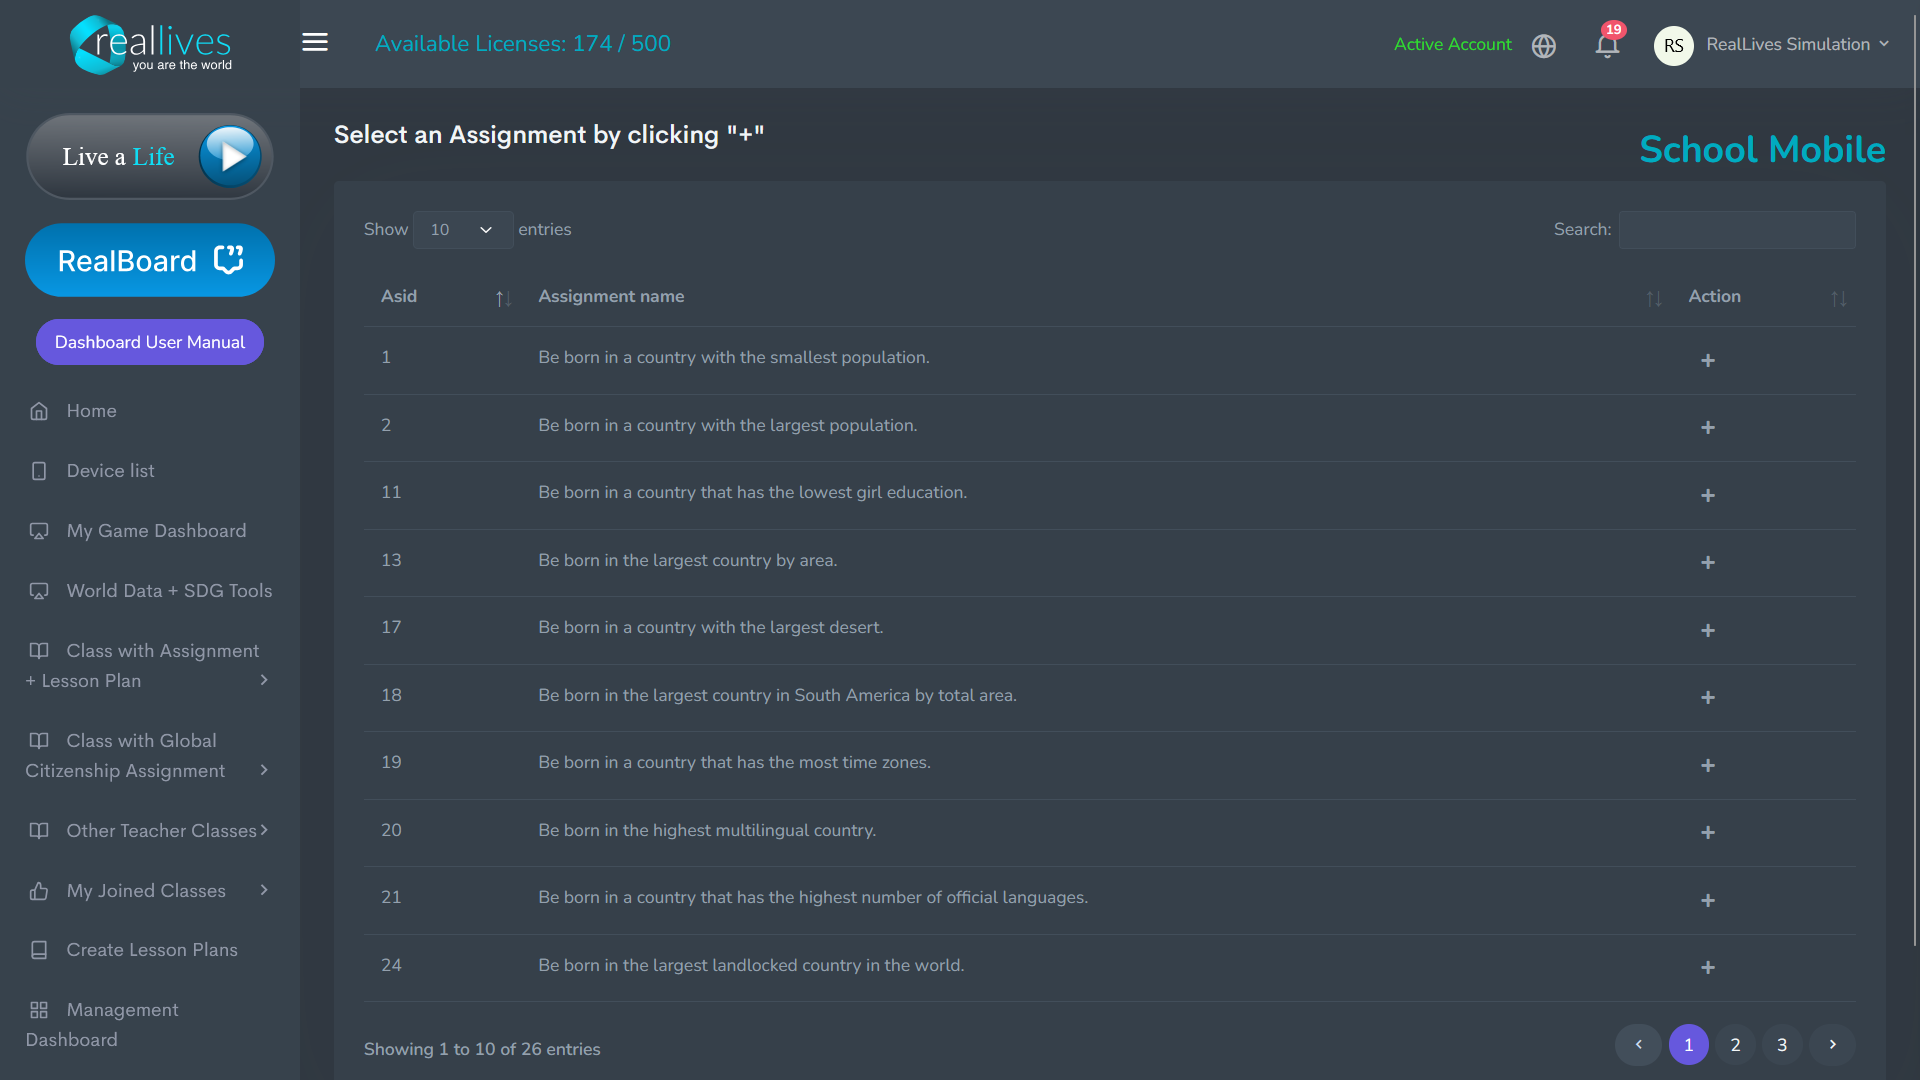 reallives
you are the world
Available Licenses: 174 / 500
Active Account
19
RS
RealLives Simulation
Live a Life
RealBoard
Dashboard User Manual
Home
Device list
My Game Dashboard
World Data + SDG Tools
Class with Assignment
+ Lesson Plan
Class with Global
Citizenship Assignment
Other Teacher Classes
My Joined Classes
Create Lesson Plans
Management
Dashboard
Select an Assignment by clicking "+"
School Mobile
Show 10 entries
Search:
Asid Assignment name Action
1 Be born in a country with the smallest population. +
2 Be born in a country with the largest population. +
11 Be born in a country that has the lowest girl education. +
13 Be born in the largest country by area. +
17 Be born in a country with the largest desert. +
18 Be born in the largest country in South America by total area. +
19 Be born in a country that has the most time zones. +
20 Be born in the highest multilingual country. +
21 Be born in a country that has the highest number of official languages. +
24 Be born in the largest landlocked country in the world. +
Showing 1 to 10 of 26 entries
‹ 1 2 3 ›